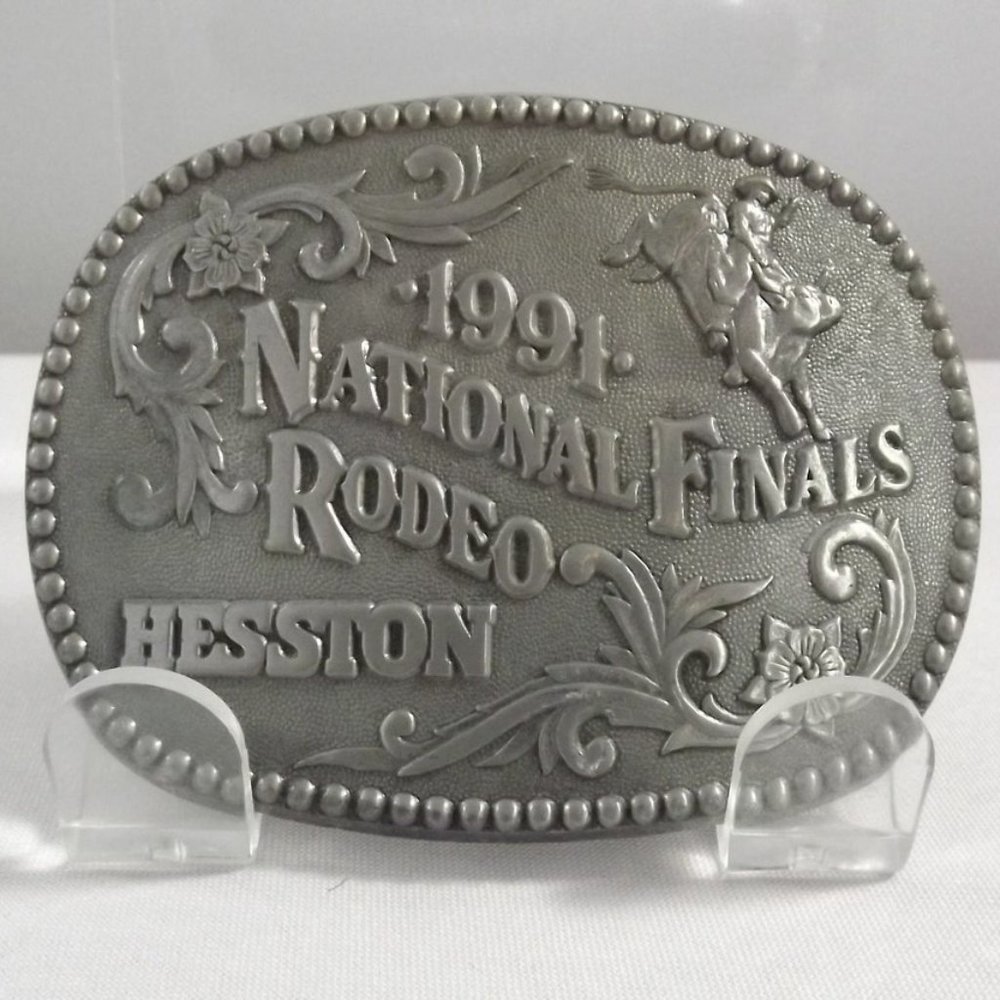 ·1991·
NATIONAL FINALS
RODEO
HESSTON